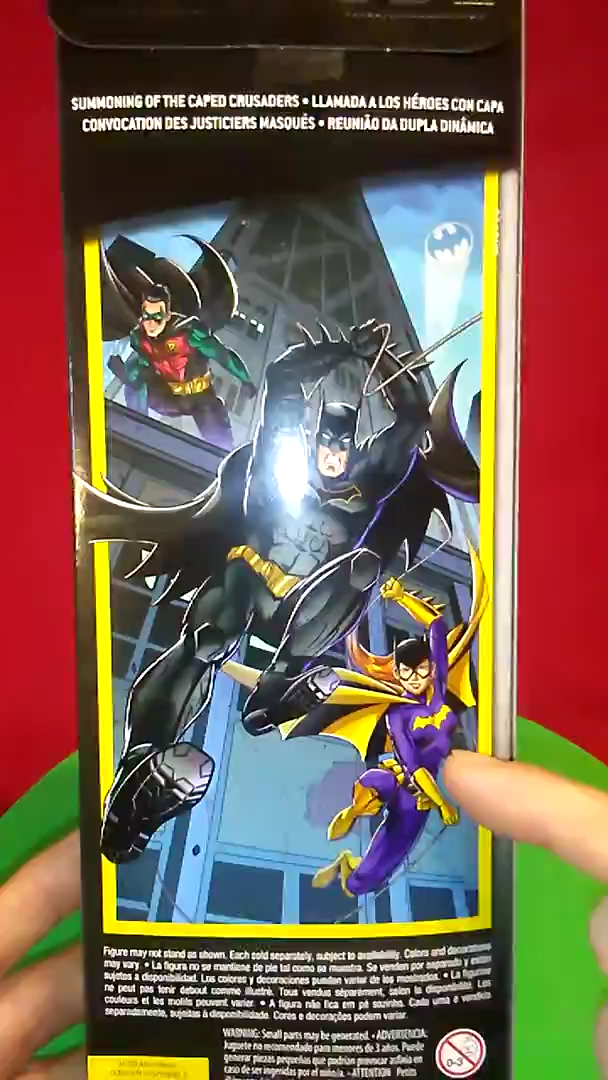 SUMMONING OF THE CAPED CRUSADERS • LLAMADA A LOS HÉROES CON CAPA
CONVOCATION DES JUSTICIERS MASQUÉS • REUNIÃO DA DUPLA DINÂMICA
Figure may not stand as shown. Each sold separately, subject to availability. Colors and decorations
may vary. • La figura no se mantiene de pie tal como se muestra. Se venden por separado y están
sujetos a disponibilidad. Los colores y decoraciones pueden variar de los mostrados. • La figurine
ne peut pas tenir debout comme illustré. Tous vendus séparément, selon la disponibilité. Les
couleurs et les motifs peuvent varier. • A figura não fica em pé sozinha. Cada uma é vendida
separadamente, sujeitas à disponibilidade. Cores e decorações podem variar.
WARNING: Small parts may be generated. • ADVERTENCIA:
Juguete no recomendado para menores de 3 años. Puede
generar piezas pequeñas que podrían provocar asfixia en
caso de ser ingeridas por el niño/a. • ATTENTION Petits
0-3